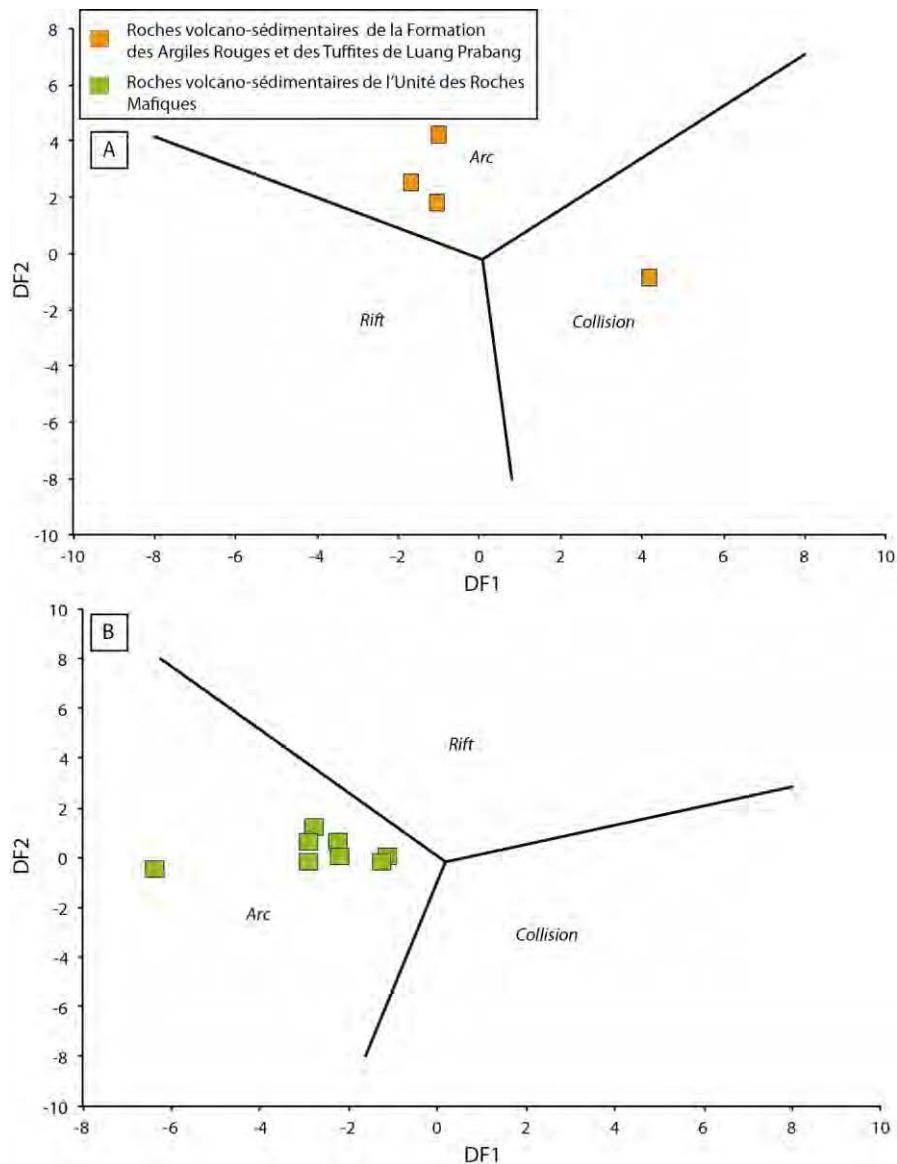 Roches volcano-sédimentaires de la Formation
des Argiles Rouges et des Tuffites de Luang Prabang
Roches volcano-sédimentaires de l'Unité des Roches
Mafiques
8
6
4
2
0
-2
-4
-6
-8
-10
DF2
A
Arc
Rift
Collision
-10
-8
-6
-4
-2
0
2
4
6
8
10
DF1
10
8
6
4
2
0
-2
-4
-6
-8
-10
DF2
B
Rift
Arc
Collision
-8
-6
-4
-2
0
2
4
6
8
10
DF1